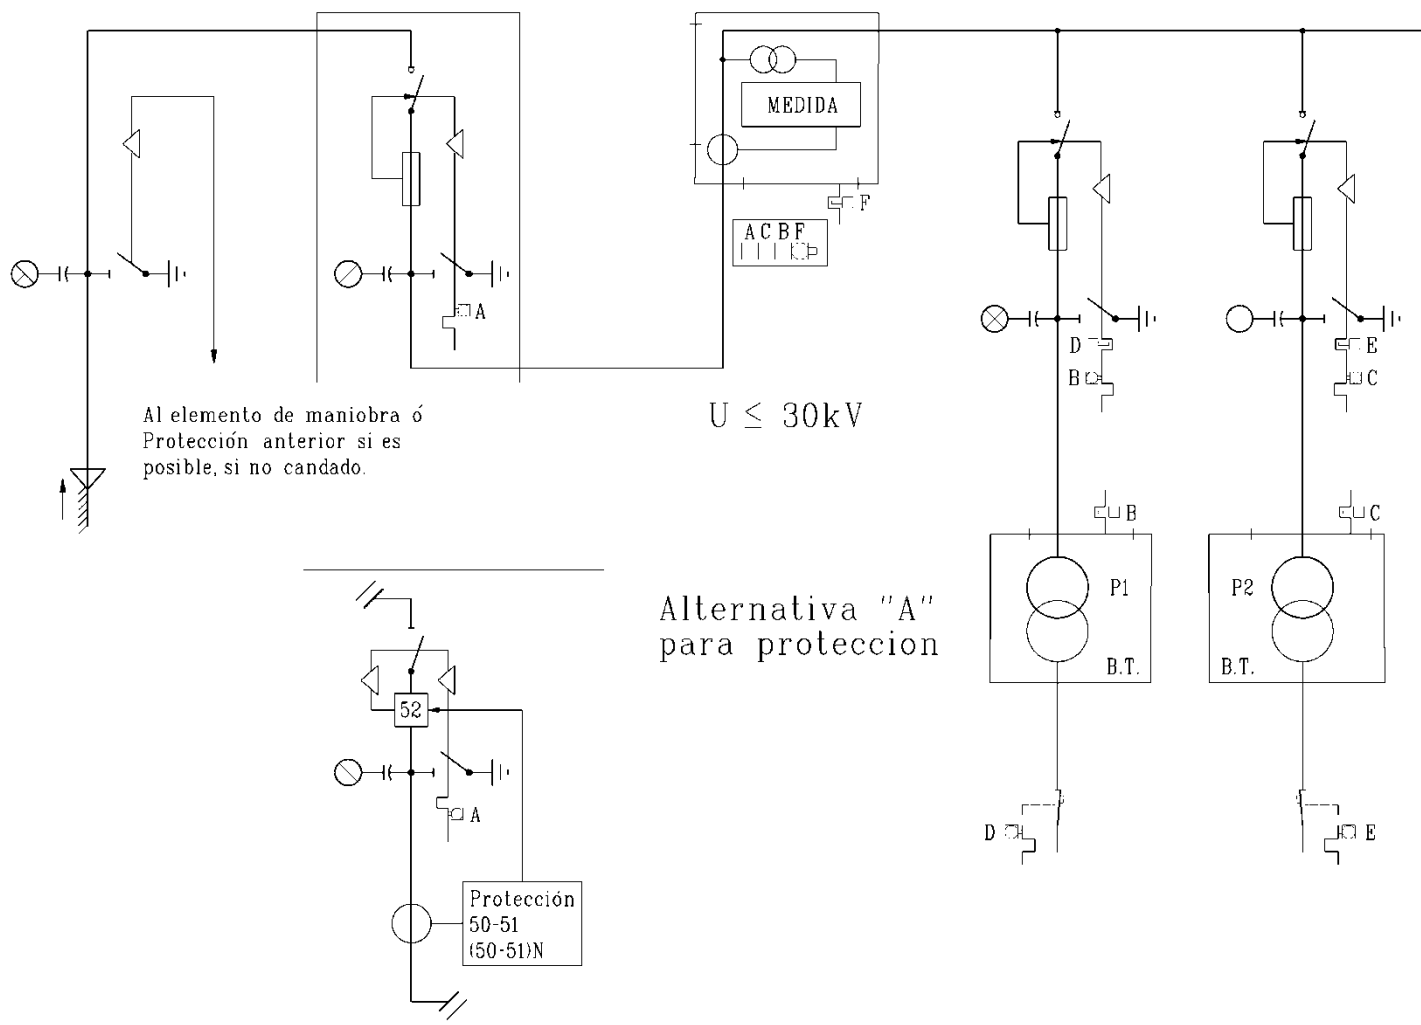 MEDIDA
F
A C B F
A
Al elemento de maniobra ó
Protección anterior si es
posible, si no candado.
U ≤ 30kV
D
B
E
C
B
C
P1
B.T.
P2
B.T.
Alternativa "A"
para proteccion
52
A
Protección
50-51
(50-51)N
D
E